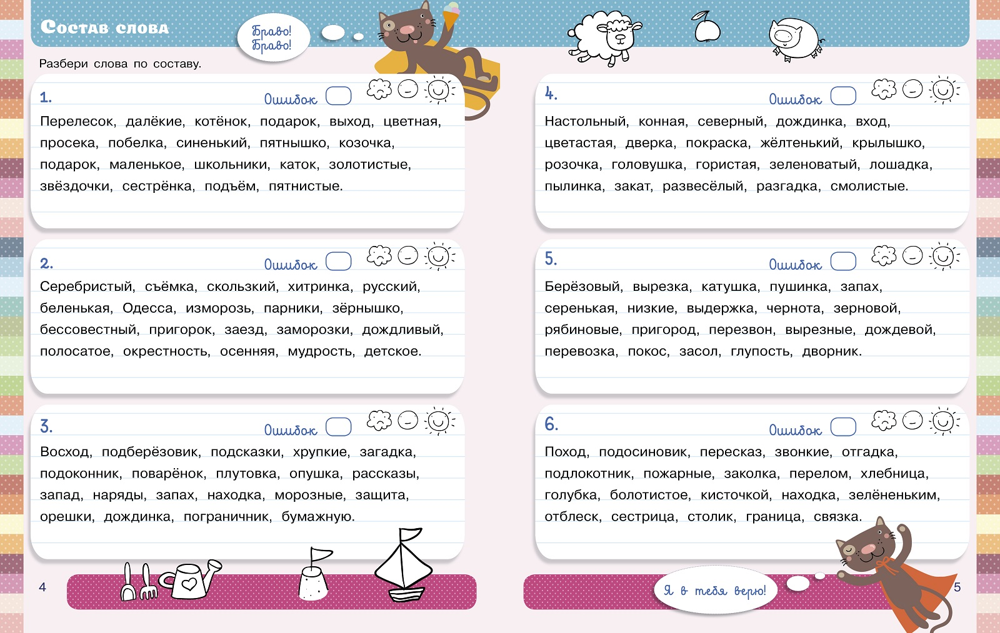 Состав слова
Браво!
Браво!
Разбери слова по составу.
1.
Ошибок
Перелесок, далёкие, котёнок, подарок, выход, цветная,
просека, побелка, синенький, пятнышко, козочка,
подарок, маленькое, школьники, каток, золотистые,
звёздочки, сестрёнка, подъём, пятнистые.
2.
Ошибок
Серебристый, съёмка, скользкий, хитринка, русский,
беленькая, Одесса, изморозь, парники, зёрнышко,
бессовестный, пригорок, заезд, заморозки, дождливый,
полосатое, окрестность, осенняя, мудрость, детское.
3.
Ошибок
Восход, подберёзовик, подсказки, хрупкие, загадка,
подоконник, поварёнок, плутовка, опушка, рассказы,
запад, наряды, запах, находка, морозные, защита,
орешки, дождинка, пограничник, бумажную.
4
4.
Ошибок
Настольный, конная, северный, дождинка, вход,
цветастая, дверка, покраска, жёлтенький, крылышко,
розочка, головушка, гористая, зеленоватый, лошадка,
пылинка, закат, развесёлый, разгадка, смолистые.
5.
Ошибок
Берёзовый, вырезка, катушка, пушинка, запах,
серенькая, низкие, выдержка, чернота, зерновой,
рябиновые, пригород, перезвон, вырезные, дождевой,
перевозка, покос, засол, глупость, дворник.
6.
Ошибок
Поход, подосиновик, пересказ, звонкие, отгадка,
подлокотник, пожарные, заколка, перелом, хлебница,
голубка, болотистое, кисточкой, находка, зелёненьким,
отблеск, сестрица, столик, граница, связка.
Я в тебя верю!
5